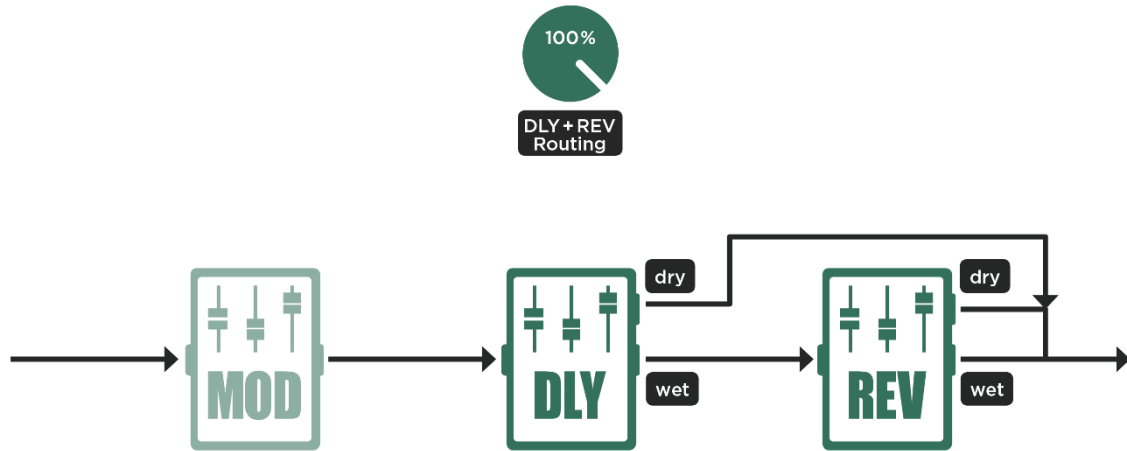 100%
DLY + REV
Routing
dry
dry
MOD
DLY
wet
REV
wet